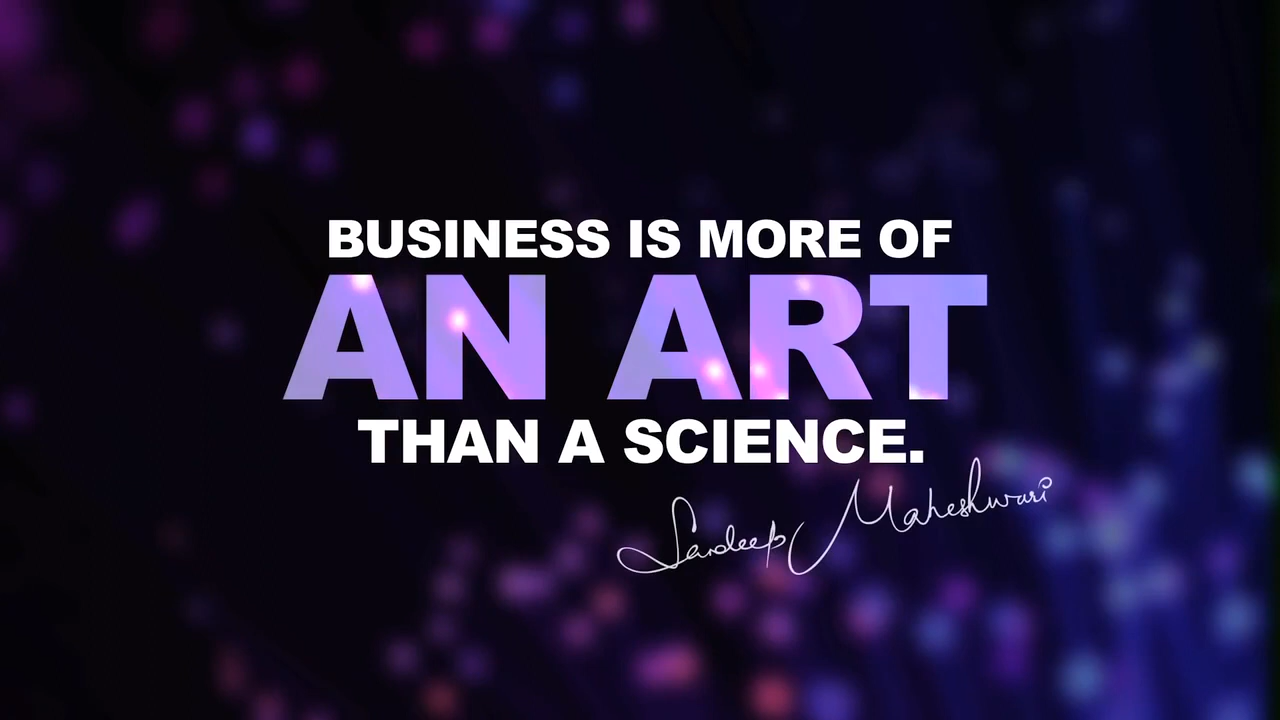 BUSINESS IS MORE OF
AN ART
THAN A SCIENCE.
Sandeep Maheshwari